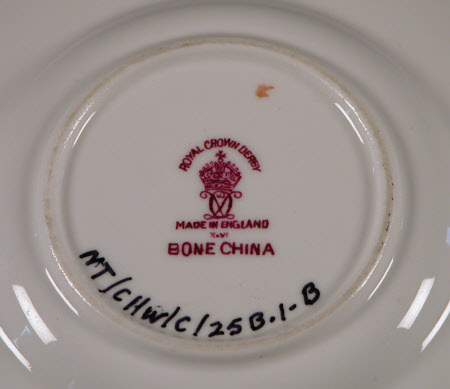 ROYAL CROWN DERBY
MADE IN ENGLAND
BONE CHINA
NT/CHW/C/25B.1-B